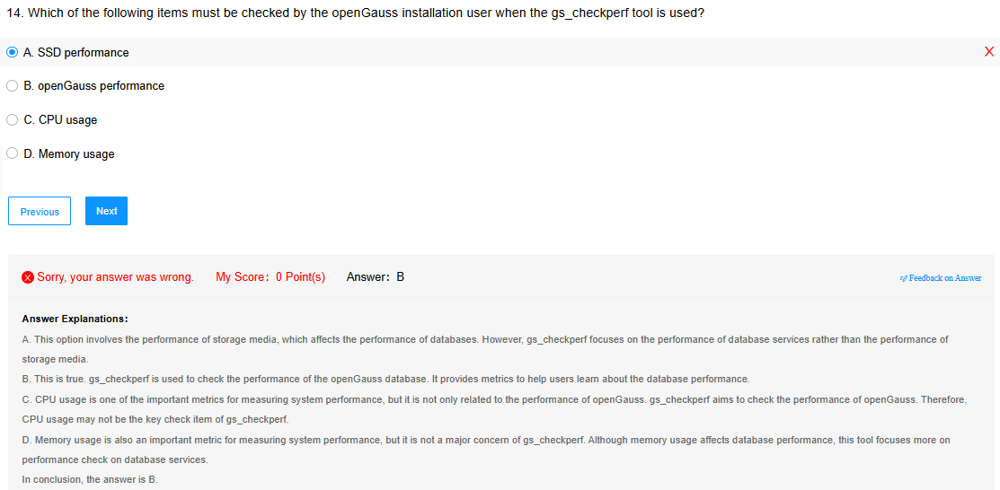 14. Which of the following items must be checked by the openGauss installation user when the gs_checkperf tool is used?
A. SSD performance
B. openGauss performance
C. CPU usage
D. Memory usage
Previous Next
Sorry, your answer was wrong. My Score: 0 Point(s) Answer: B Feedback on Answer
Answer Explanations:
A. This option involves the performance of storage media, which affects the performance of databases. However, gs_checkperf focuses on the performance of database services rather than the performance of
storage media.
B. This is true. gs_checkperf is used to check the performance of the openGauss database. It provides metrics to help users learn about the database performance.
C. CPU usage is one of the important metrics for measuring system performance, but it is not only related to the performance of openGauss. gs_checkperf aims to check the performance of openGauss. Therefore,
CPU usage may not be the key check item of gs_checkperf.
D. Memory usage is also an important metric for measuring system performance, but it is not a major concern of gs_checkperf. Although memory usage affects database performance, this tool focuses more on
performance check on database services.
In conclusion, the answer is B.